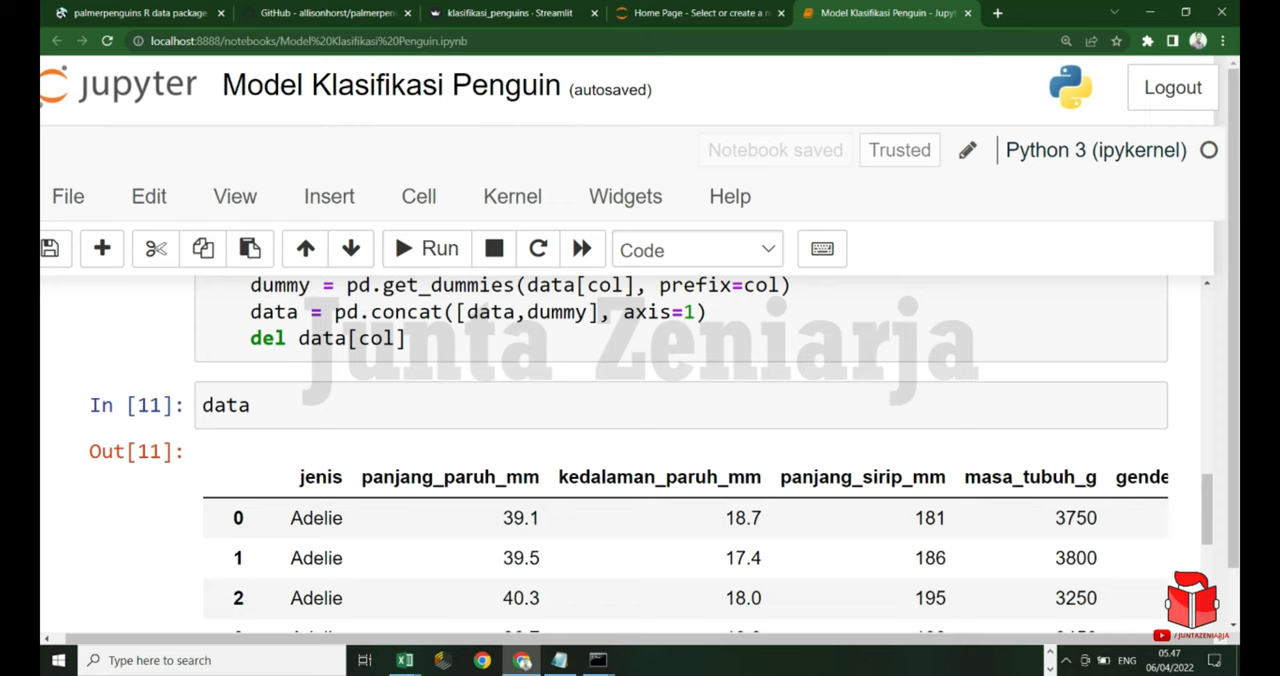 palmerpenguins R data package
GitHub - allisonhorst/palmerpen
klasifikasi_penguins · Streamlit
Home Page - Select or create a n
Model Klasifikasi Penguin - Jupyt
localhost:8888/notebooks/Model%20Klasifikasi%20Penguin.ipynb
jupyter Model Klasifikasi Penguin (autosaved)
Logout
Notebook saved
Trusted
Python 3 (ipykernel)
File Edit View Insert Cell Kernel Widgets Help
Run
Code
dummy = pd.get_dummies(data[col], prefix=col)
data = pd.concat([data,dummy], axis=1)
del data[col]
Junta Zeniarja
In [11]: data
Out[11]:
jenis panjang_paruh_mm kedalaman_paruh_mm panjang_sirip_mm masa_tubuh_g gende
0 Adelie 39.1 18.7 181 3750
1 Adelie 39.5 17.4 186 3800
2 Adelie 40.3 18.0 195 3250
/JUNTAZENIARJA
Type here to search
ENG
05.47
06/04/2022